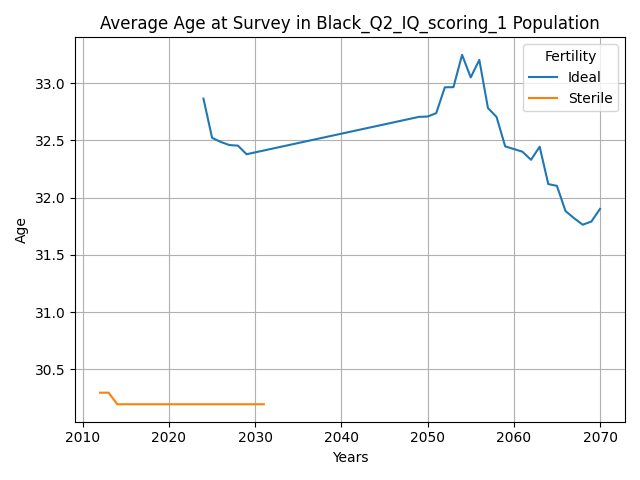 Average Age at Survey in Black_Q2_IQ_scoring_1 Population
Fertility
Ideal
Sterile
Age
33.0
32.5
32.0
31.5
31.0
30.5
2010 2020 2030 2040 2050 2060 2070
Years